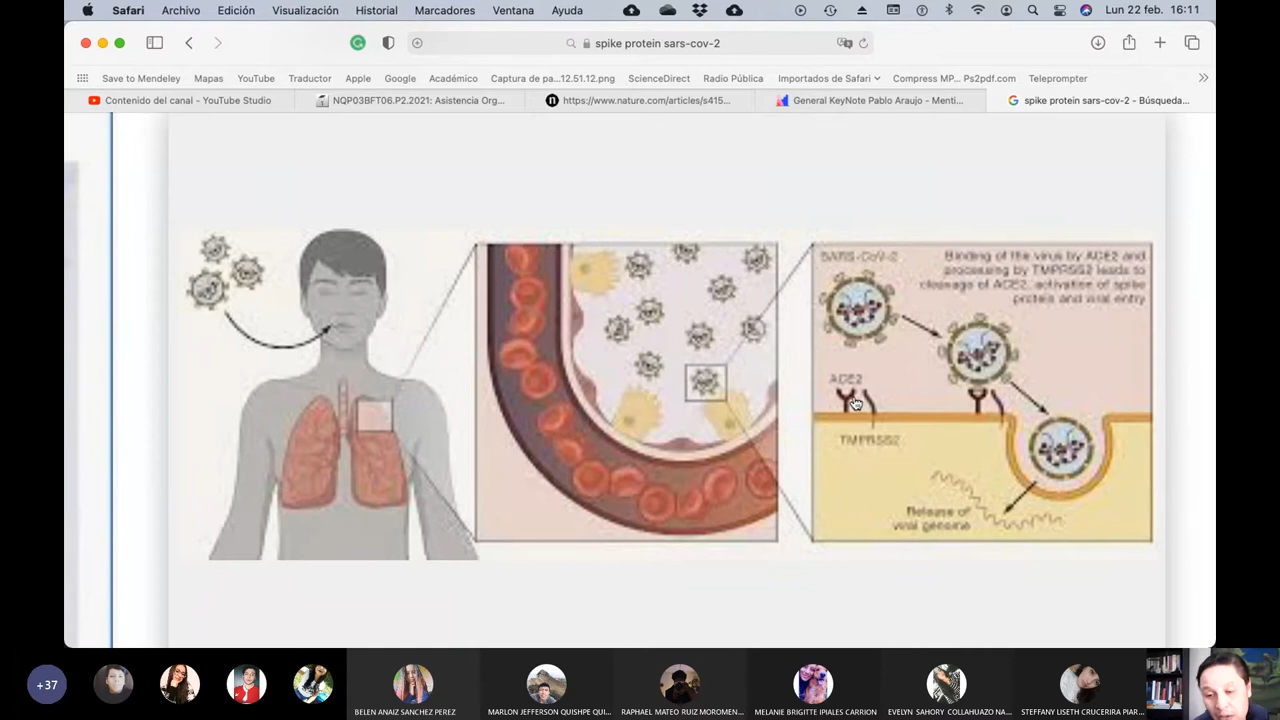 Safari Archivo Edición Visualización Historial Marcadores Ventana Ayuda Lun 22 feb. 16:11
spike protein sars-cov-2
Save to Mendeley Mapas YouTube Traductor Apple Google Académico Captura de pa...12.51.12.png ScienceDirect Radio Pública Importados de Safari Compress MP... Ps2pdf.com Teleprompter
Contenido del canal - YouTube Studio NQP03BFT06.P2.2021: Asistencia Org... https://www.nature.com/articles/s415... General KeyNote Pablo Araujo - Menti... spike protein sars-cov-2 - Búsqueda...
SARS-CoV-2
Binding of the virus by ACE2 and
processing by TMPRSS2 leads to
cleavage of ACE2, activation of spike
protein and viral entry
ACE2
TMPRSS2
Release of
viral genome
+37
BELEN ANAIZ SANCHEZ PEREZ MARLON JEFFERSON QUISHPE QUI... RAPHAEL MATEO RUIZ MOROMEN... MELANIE BRIGITTE IPIALES CARRION EVELYN SAHORY COLLAHUAZO NA... STEFFANY LISETH CRUCERIRA PIAR...